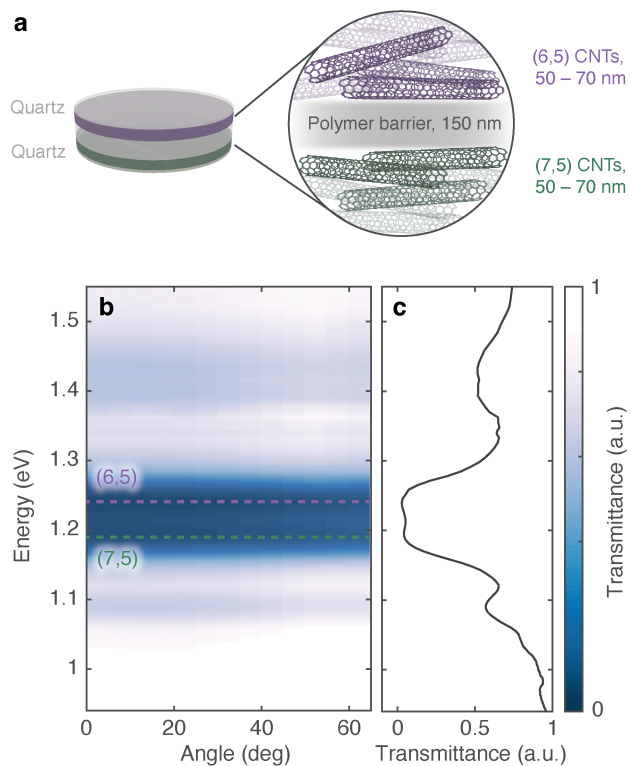 a
Quartz
Quartz
(6,5) CNTs,
50 – 70 nm
Polymer barrier, 150 nm
(7,5) CNTs,
50 – 70 nm
b
c
1.5
1.4
1.3
1.2
1.1
1
Energy (eV)
(6,5)
(7,5)
0
20
40
60
Angle (deg)
0
0.5
1
Transmittance (a.u.)
1
0
Transmittance (a.u.)